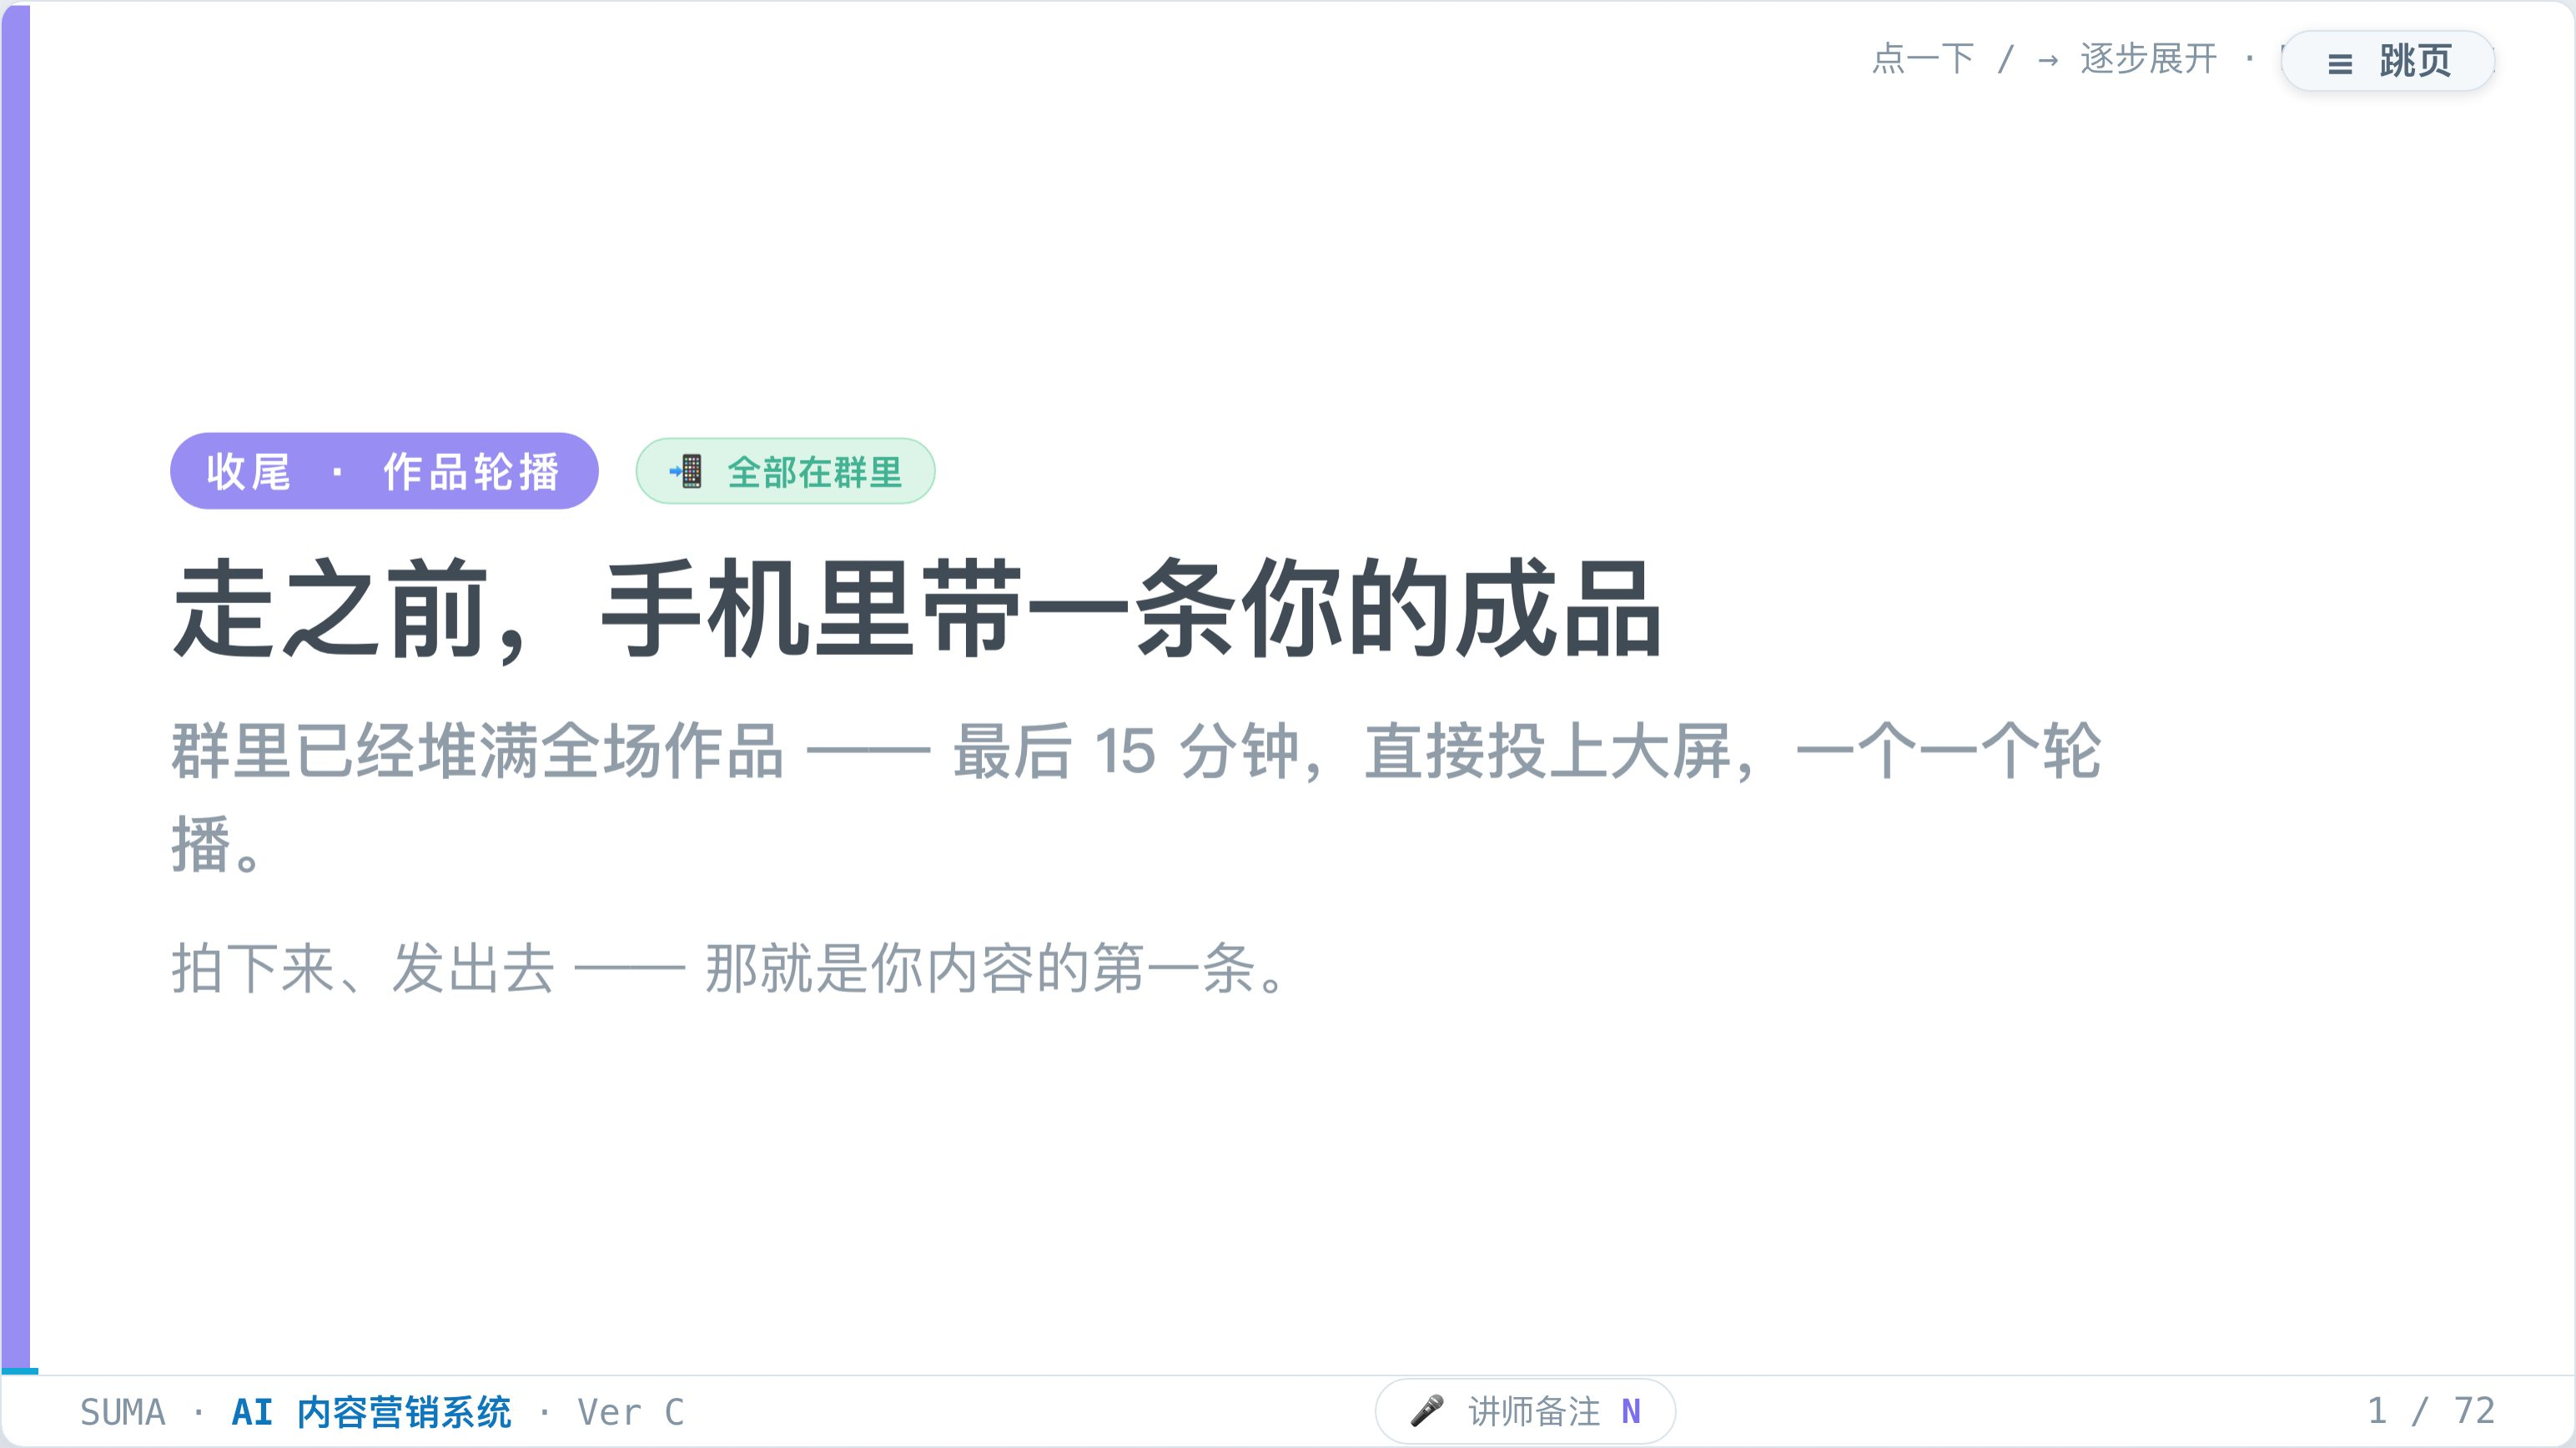 点一下 / → 逐步展开 ·
≡ 跳页
收尾 · 作品轮播
📲 全部在群里
走之前，手机里带一条你的成品
群里已经堆满全场作品 —— 最后 15 分钟，直接投上大屏，一个一个轮
播。
拍下来、发出去 —— 那就是你内容的第一条。
SUMA · AI 内容营销系统 · Ver C
🎤 讲师备注 N
1 / 72